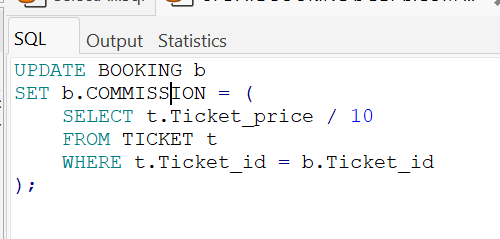 SQL Output Statistics
UPDATE BOOKING b
SET b.COMMISSION = (
SELECT t.Ticket_price / 10
FROM TICKET t
WHERE t.Ticket_id = b.Ticket_id
);